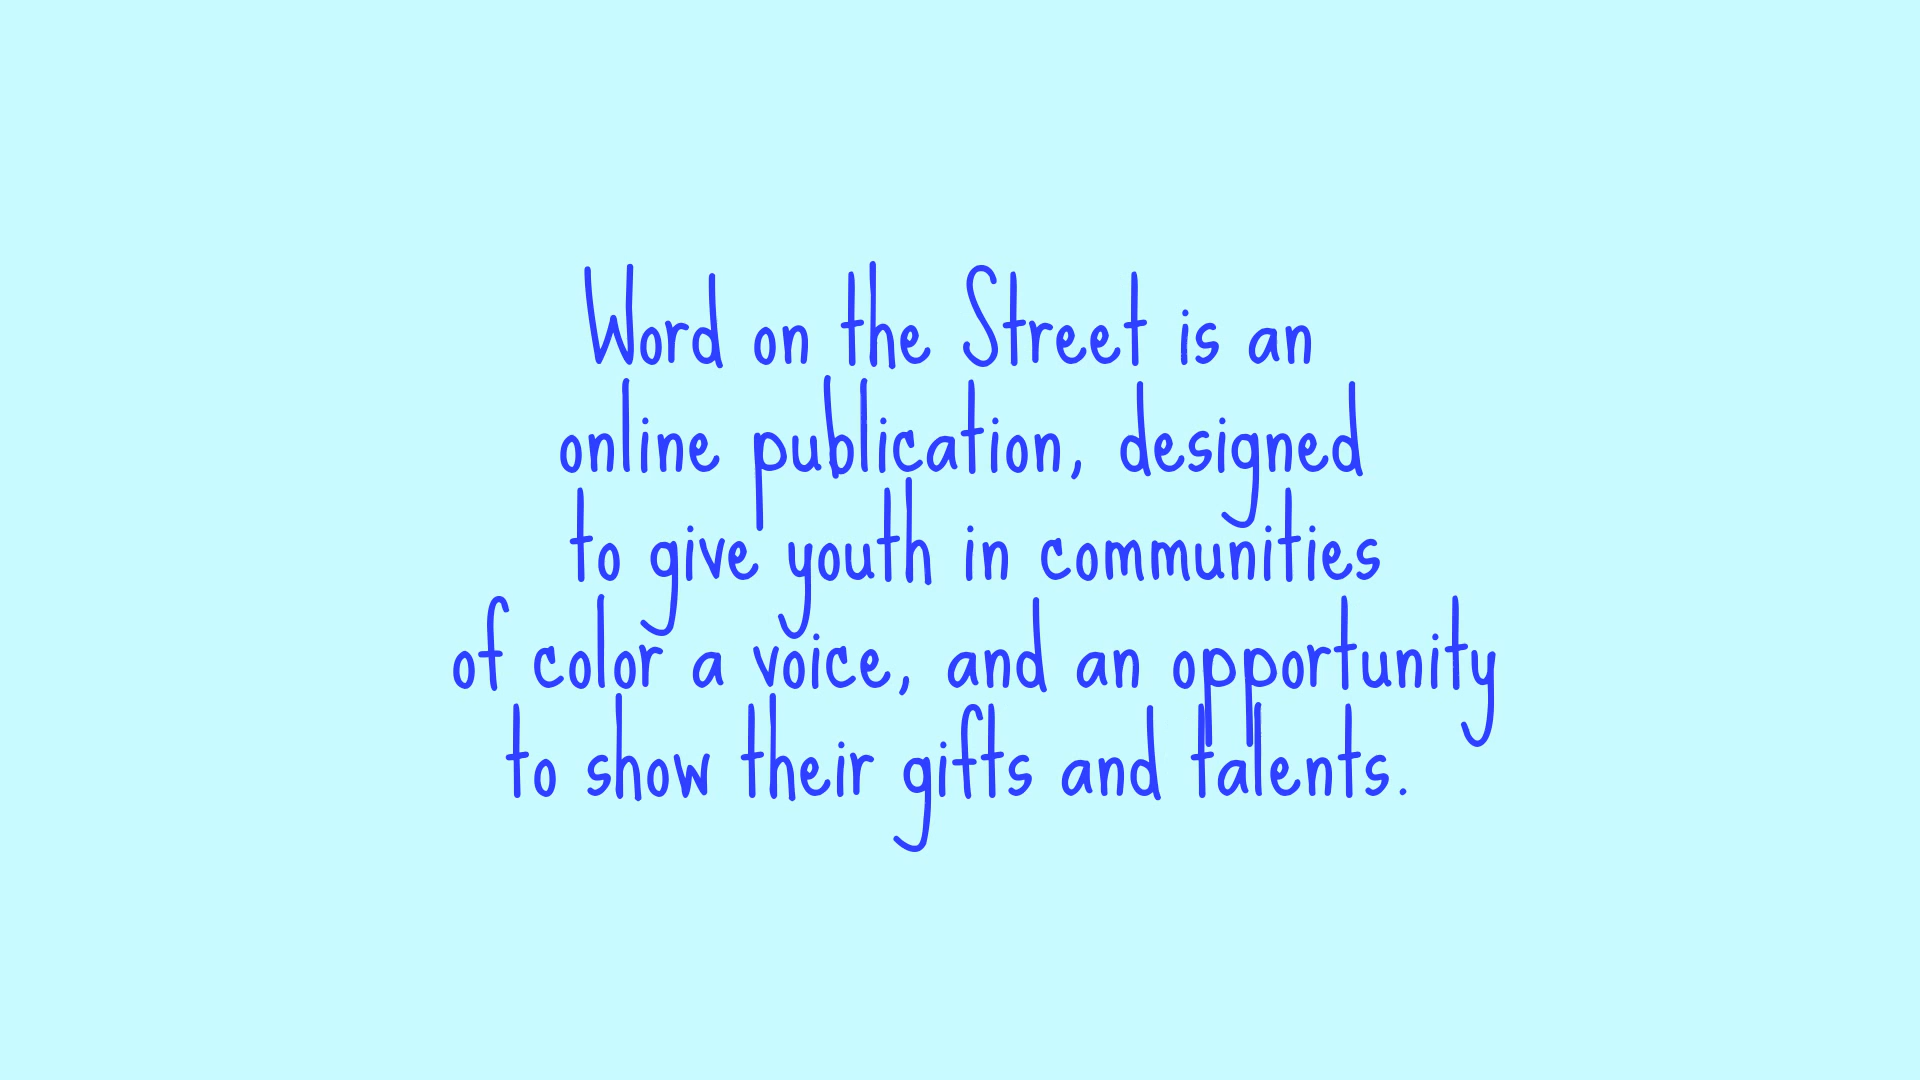 Word on the Street is an
online publication, designed
to give youth in communities
of color a voice, and an opportunity
to show their gifts and talents.